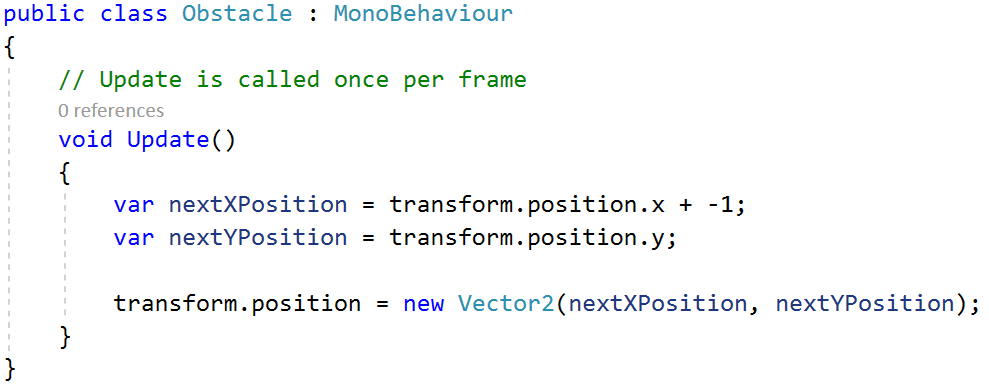 public class Obstacle : MonoBehaviour
{
    // Update is called once per frame
    0 references
    void Update()
    {
        var nextXPosition = transform.position.x + -1;
        var nextYPosition = transform.position.y;

        transform.position = new Vector2(nextXPosition, nextYPosition);
    }
}